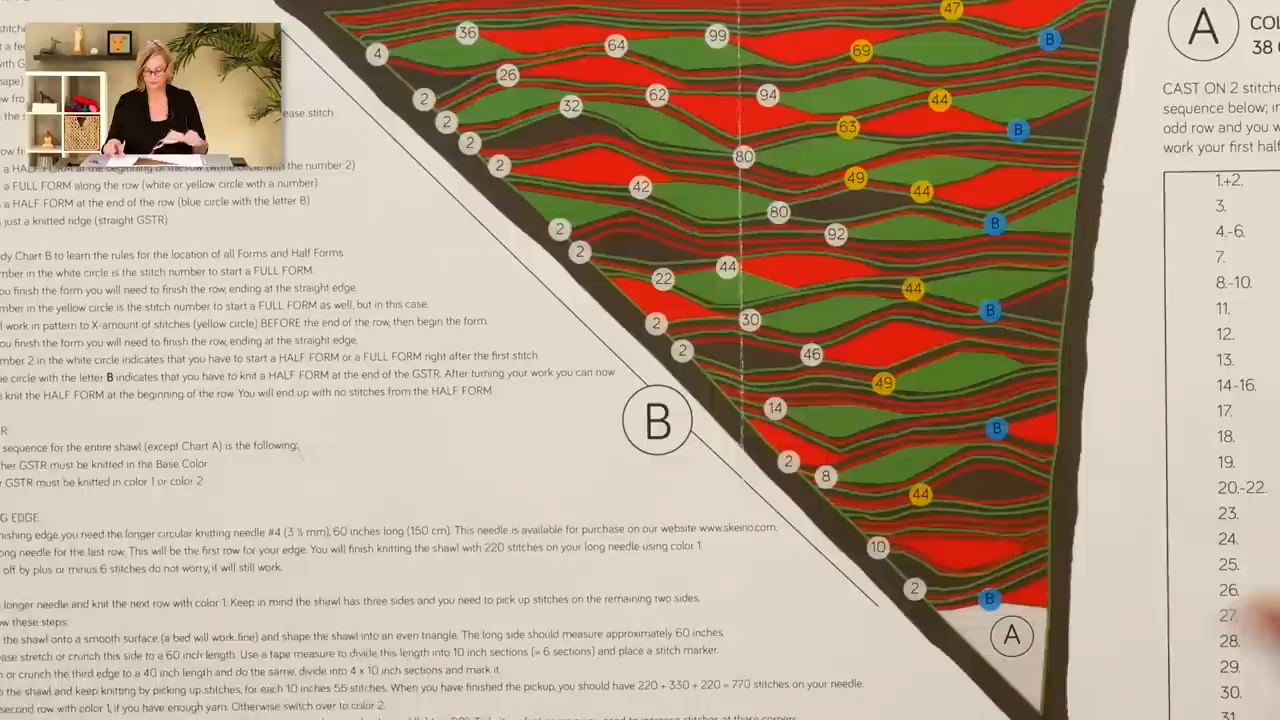 ease stitch
a HALF FORM at the beginning of the row (white circle with the number 2)
a FULL FORM along the row (white or yellow circle with a number)
a HALF FORM at the end of the row (blue circle with the letter B)
just a knitted ridge (straight GSTR)
dy Chart B to learn the rules for the location of all Forms and Half Forms
mber in the white circle is the stitch number to start a FULL FORM.
ou finish the form you will need to finish the row, ending at the straight edge.
mber in the yellow circle is the stitch number to start a FULL FORM as well, but in this case,
l work in pattern to X-amount of stitches (yellow circle) BEFORE the end of the row, then begin the form.
ou finish the form you will need to finish the row, ending at the straight edge.
mber 2 in the white circle indicates that you have to start a HALF FORM or a FULL FORM right after the first stitch.
e circle with the letter B indicates that you have to knit a HALF FORM at the end of the GSTR. After turning your work you can now
knit the HALF FORM at the beginning of the row. You will end up with no stitches from the HALF FORM
R
sequence for the entire shawl (except Chart A) is the following:
her GSTR must be knitted in the Base Color
r GSTR must be knitted in color 1 or color 2
G EDGE
nishing edge you need the longer circular knitting needle #4 (3 ½ mm), 60 inches long (150 cm). This needle is available for purchase on our website www.skeino.com.
ong needle for the last row. This will be the first row for your edge. You will finish knitting the shawl with 220 stitches on your long needle using color 1.
off by plus or minus 6 stitches do not worry, it will still work.
longer needle and knit the next row with color 1. Keep in mind the shawl has three sides and you need to pick up stitches on the remaining two sides.
w these steps:
the shawl onto a smooth surface (a bed will work fine) and shape the shawl into an even triangle. The long side should measure approximately 60 inches.
ase stretch or crunch this side to a 60 inch length. Use a tape measure to divide this length into 10 inch sections (= 6 sections) and place a stitch marker.
h or crunch the third edge to a 40 inch length and do the same, divide into 4 x 10 inch sections and mark it.
o the shawl and keep knitting by picking up stitches, for each 10 inches 55 stitches. When you have finished the pickup, you should have 220 + 330 + 220 = 770 stitches on your needle.
second row with color 1, if you have enough yarn. Otherwise switch over to color 2.
47
36
99
B
4
64
69
26
62
94
44
2
32
63
B
2
2
80
2
49
44
42
80
B
2
92
2
44
22
44
B
2
30
2
46
49
14
B
2
8
44
10
2
B
B
A
A
COL
38
CAST ON 2 stitche
sequence below; i
odd row and you w
work your first half
1.+2.
3.
4.-6.
7.
8.-10.
11.
12.
13.
14-16.
17.
18.
19.
20.-22.
23.
24.
25.
26.
27.
28.
29.
30.
31.